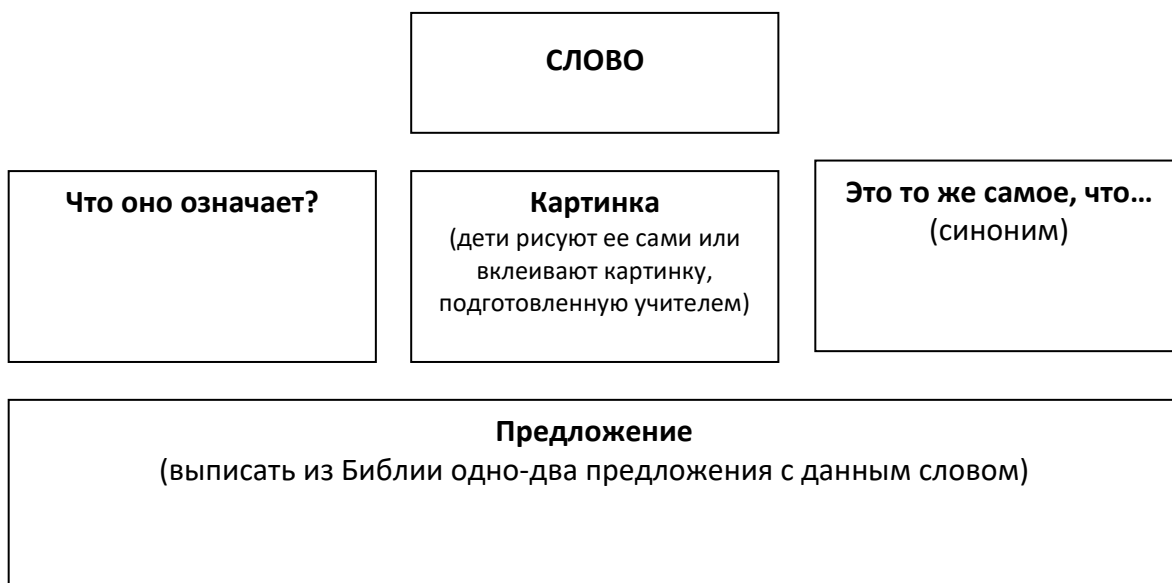 СЛОВО
Что оно означает?
Картинка
(дети рисуют ее сами или
вклеивают картинку,
подготовленную учителем)
Это то же самое, что…
(синоним)
Предложение
(выписать из Библии одно-два предложения с данным словом)